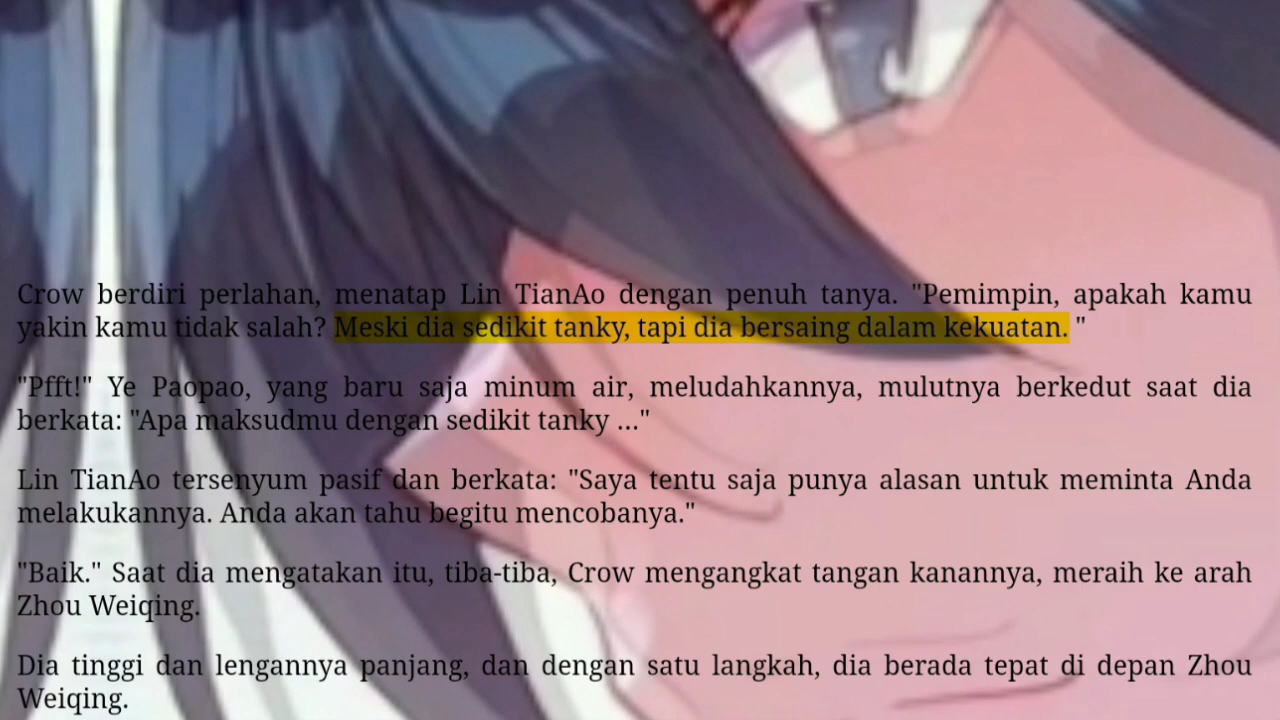 Crow berdiri perlahan, menatap Lin TianAo dengan penuh tanya. "Pemimpin, apakah kamu
yakin kamu tidak salah? Meski dia sedikit tanky, tapi dia bersaing dalam kekuatan. "
"Pfft!" Ye Paopao, yang baru saja minum air, meludahkannya, mulutnya berkedut saat dia
berkata: "Apa maksudmu dengan sedikit tanky ..."
Lin TianAo tersenyum pasif dan berkata: "Saya tentu saja punya alasan untuk meminta Anda
melakukannya. Anda akan tahu begitu mencobanya."
"Baik." Saat dia mengatakan itu, tiba-tiba, Crow mengangkat tangan kanannya, meraih ke arah
Zhou Weiqing.
Dia tinggi dan lengannya panjang, dan dengan satu langkah, dia berada tepat di depan Zhou
Weiqing.